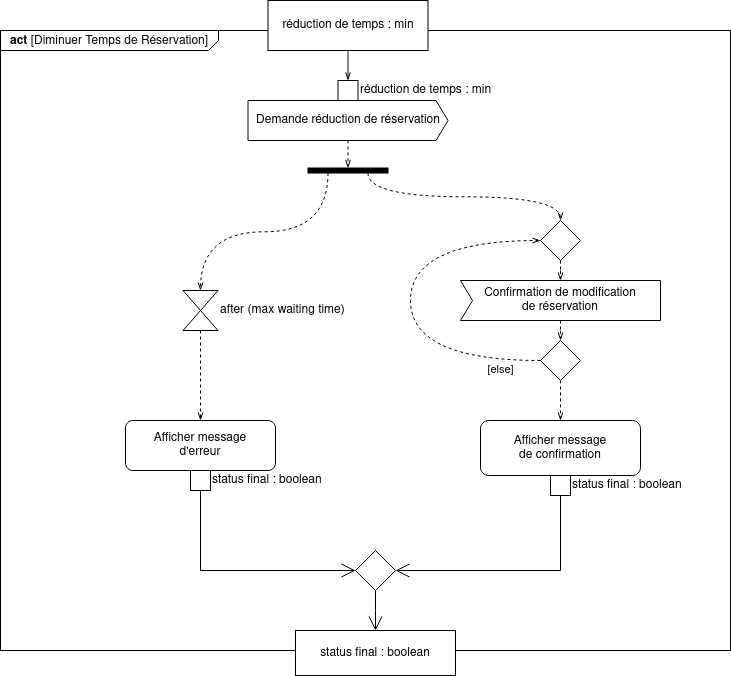 réduction de temps : min
act [Diminuer Temps de Réservation]
réduction de temps : min
Demande réduction de réservation
Confirmation de modification
de réservation
after (max waiting time)
[else]
Afficher message
d'erreur
Afficher message
de confirmation
status final : boolean
status final : boolean
status final : boolean